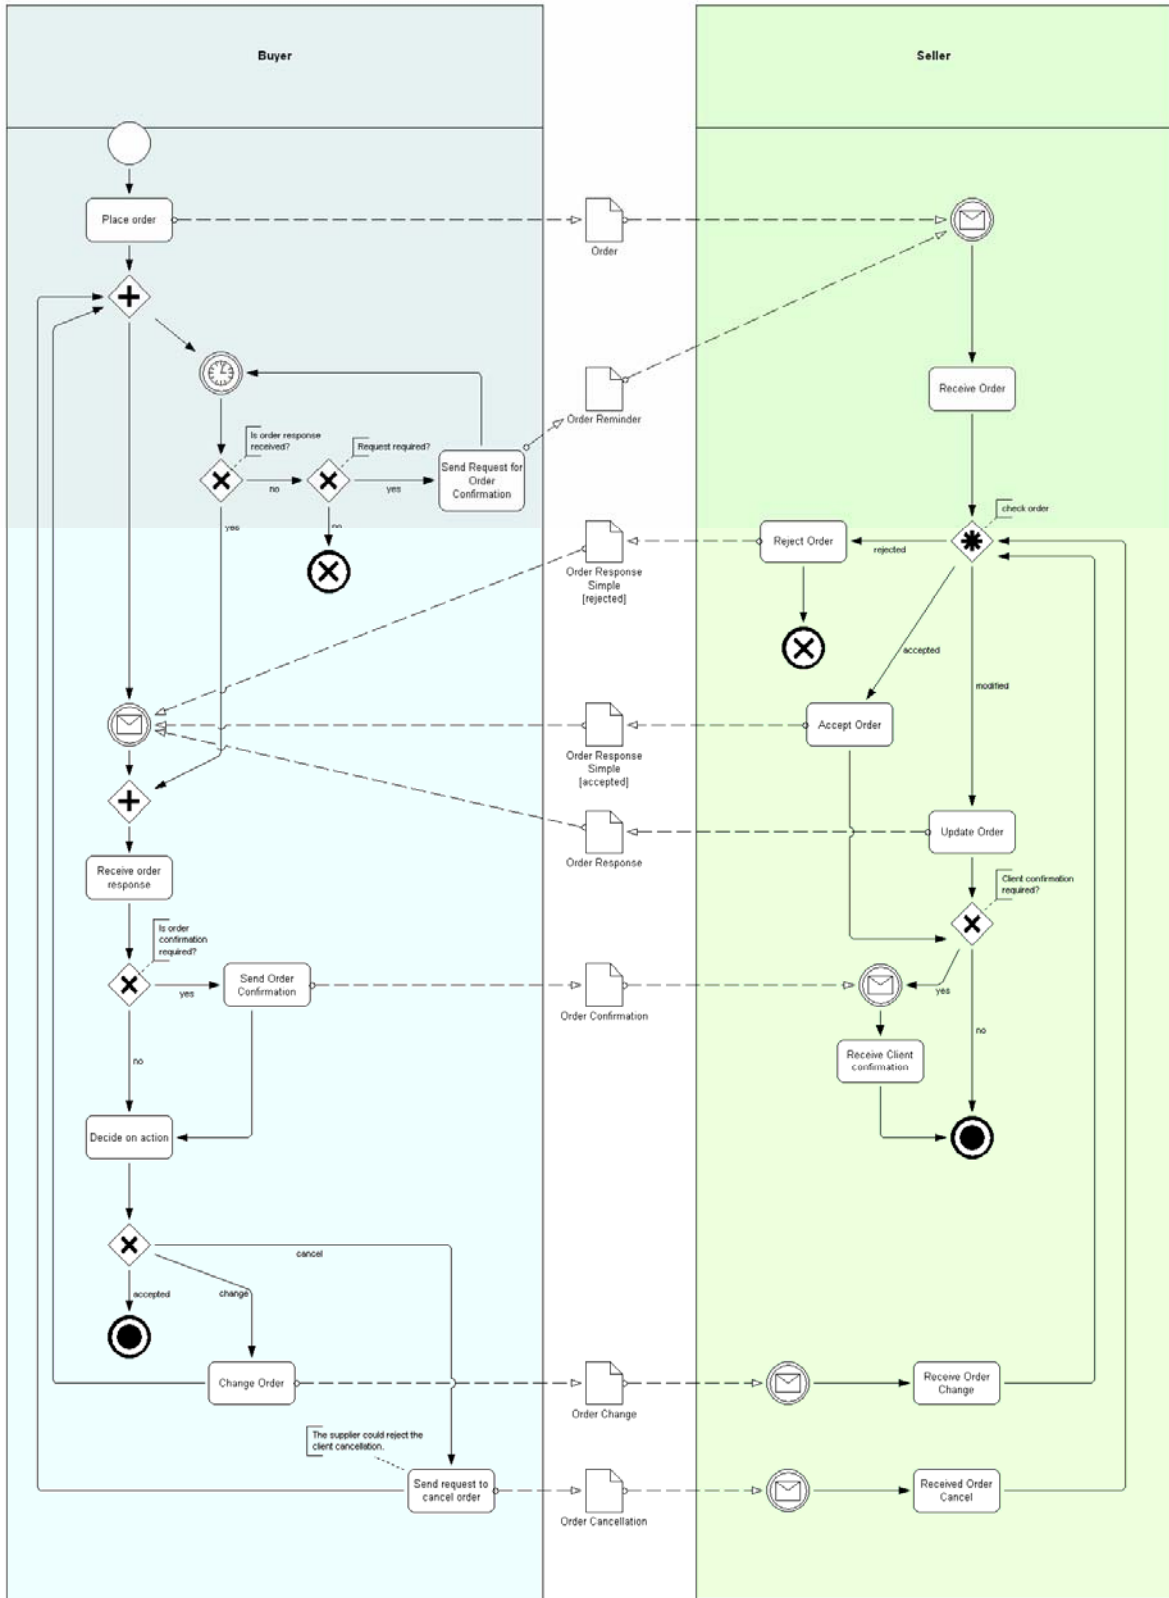 Buyer
Seller
Place order
Order
Receive Order
Order Reminder
Is order response
received?
Request required?
Send Request for
Order
Confirmation
no
yes
yes
no
check order
Reject Order
rejected
Order Response
Simple
[rejected]
accepted
modified
Accept Order
Order Response
Simple
[accepted]
Update Order
Order Response
Receive order
response
Client confirmation
required?
Is order
confirmation
required?
Send Order
Confirmation
yes
yes
Order Confirmation
no
no
Receive Client
confirmation
Decide on action
cancel
accepted
change
Change Order
Receive Order
Change
Order Change
The supplier could reject the
client cancellation.
Send request to
cancel order
Received Order
Cancel
Order Cancellation